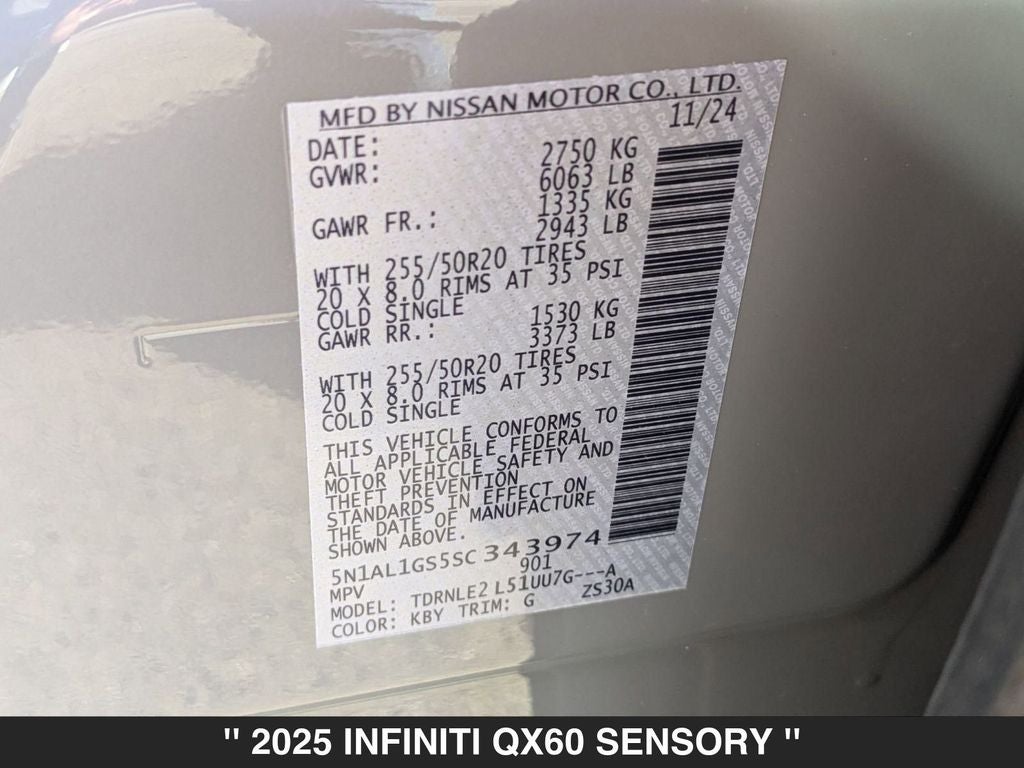 MFD BY NISSAN MOTOR CO., LTD.
DATE: 11/24
GVWR: 2750 KG
6063 LB
GAWR FR.: 1335 KG
2943 LB
WITH 255/50R20 TIRES
20 X 8.0 RIMS AT 35 PSI
COLD SINGLE
GAWR RR.: 1530 KG
3373 LB
WITH 255/50R20 TIRES
20 X 8.0 RIMS AT 35 PSI
COLD SINGLE
THIS VEHICLE CONFORMS TO
ALL APPLICABLE FEDERAL
MOTOR VEHICLE SAFETY AND
THEFT PREVENTION
STANDARDS IN EFFECT ON
THE DATE OF MANUFACTURE
SHOWN ABOVE.
5N1AL1GS5SC 343974
MPV 901
MODEL: TDRNLE2 L51UU7G---A
COLOR: KBY TRIM: G ZS30A
" 2025 INFINITI QX60 SENSORY "